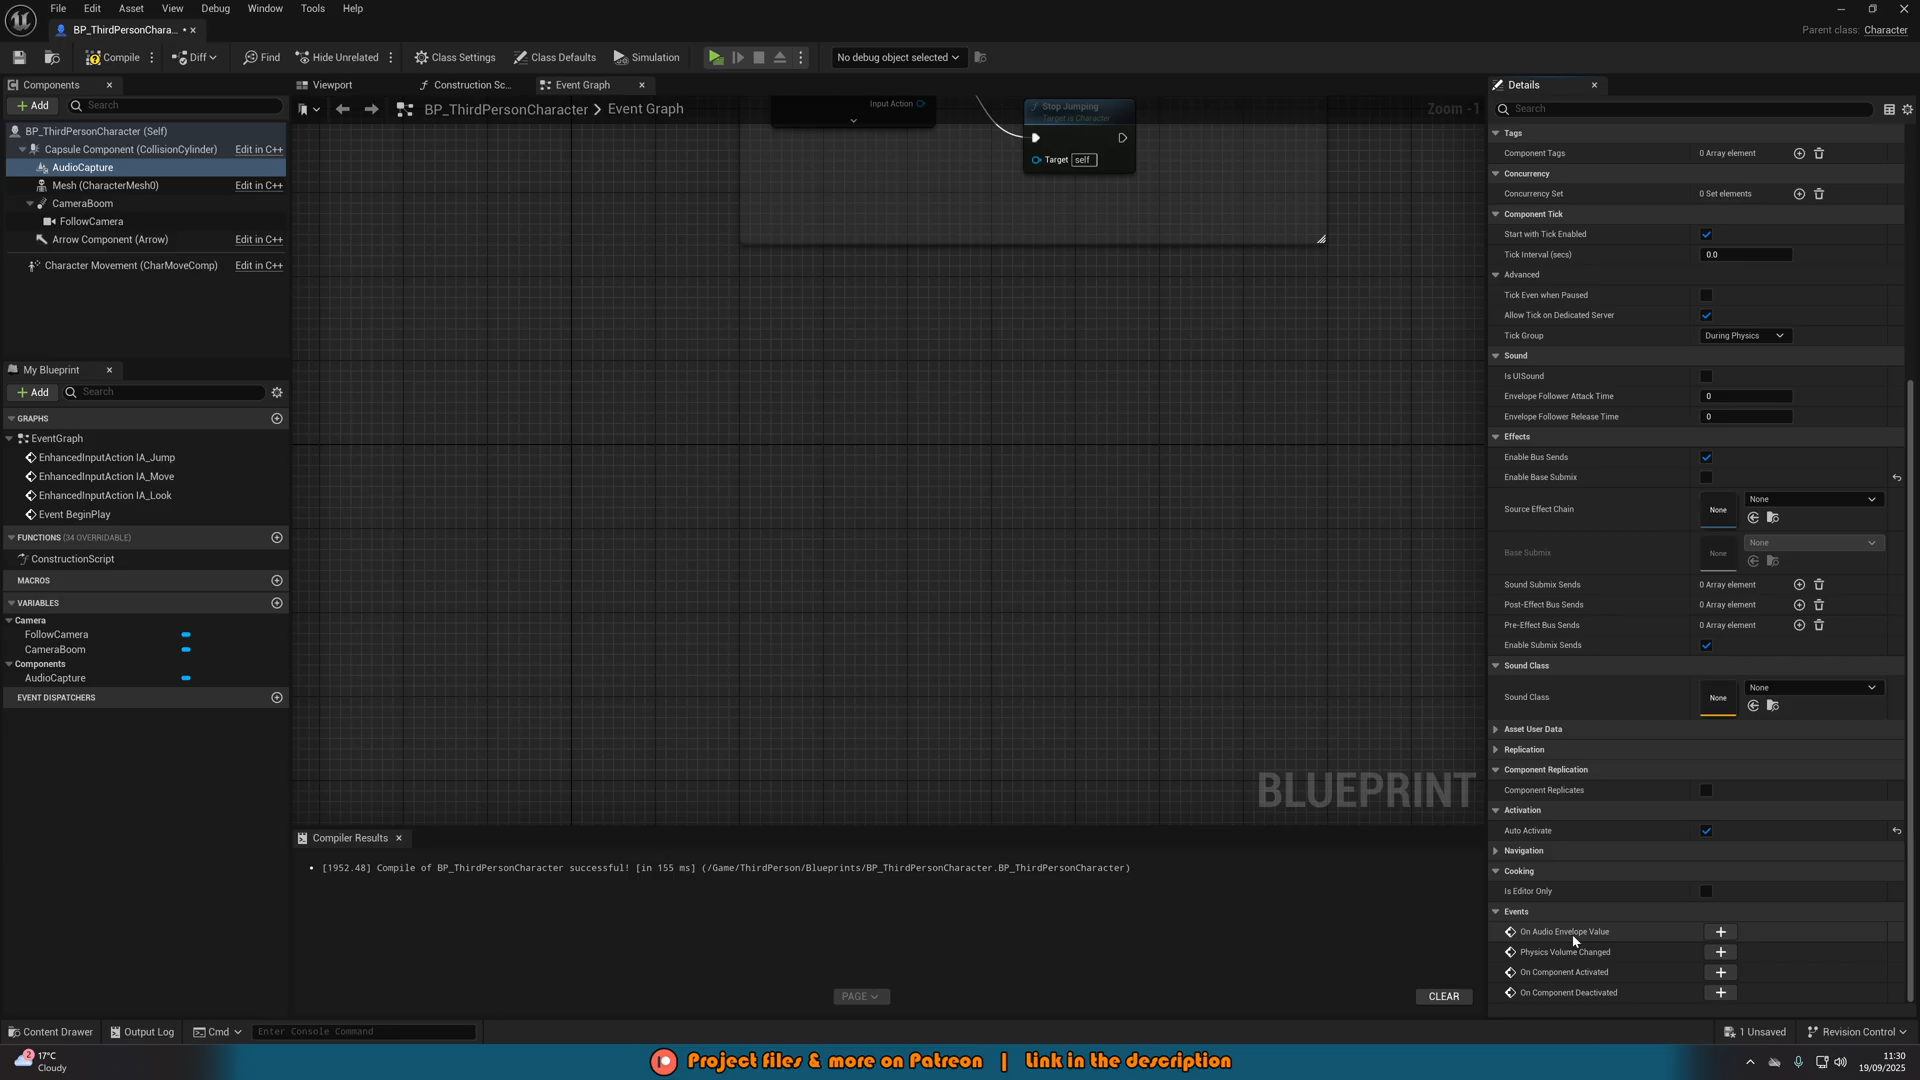 File Edit Asset View Debug Window Tools Help
BP_ThirdPersonChara...
Parent class: Character
Compile Diff Find Hide Unrelated Class Settings Class Defaults Simulation No debug object selected
Components
Add Search
BP_ThirdPersonCharacter (Self)
Capsule Component (CollisionCylinder) Edit in C++
AudioCapture
Mesh (CharacterMesh0) Edit in C++
CameraBoom
FollowCamera
Arrow Component (Arrow) Edit in C++
Character Movement (CharMoveComp) Edit in C++
My Blueprint
Add Search
GRAPHS
EventGraph
EnhancedInputAction IA_Jump
EnhancedInputAction IA_Move
EnhancedInputAction IA_Look
Event BeginPlay
FUNCTIONS (34 OVERRIDABLE)
ConstructionScript
MACROS
VARIABLES
Camera
FollowCamera
CameraBoom
Components
AudioCapture
EVENT DISPATCHERS
Viewport Construction Sc... Event Graph
BP_ThirdPersonCharacter > Event Graph Zoom -1
Input Action
Stop Jumping
Target is Character
Target self
BLUEPRINT
Compiler Results
[1952.48] Compile of BP_ThirdPersonCharacter successful! [in 155 ms] (/Game/ThirdPerson/Blueprints/BP_ThirdPersonCharacter.BP_ThirdPersonCharacter)
PAGE CLEAR
Details
Search
Tags
Component Tags 0 Array element
Concurrency
Concurrency Set 0 Set elements
Component Tick
Start with Tick Enabled
Tick Interval (secs) 0.0
Advanced
Tick Even when Paused
Allow Tick on Dedicated Server
Tick Group During Physics
Sound
Is UISound
Envelope Follower Attack Time 0
Envelope Follower Release Time 0
Effects
Enable Bus Sends
Enable Base Submix
Source Effect Chain None None
Base Submix None None
Sound Submix Sends 0 Array element
Post-Effect Bus Sends 0 Array element
Pre-Effect Bus Sends 0 Array element
Enable Submix Sends
Sound Class
Sound Class None None
Asset User Data
Replication
Component Replication
Component Replicates
Activation
Auto Activate
Navigation
Cooking
Is Editor Only
Events
On Audio Envelope Value
Physics Volume Changed
On Component Activated
On Component Deactivated
Content Drawer Output Log Cmd Enter Console Command 1 Unsaved Revision Control
2 17°C
Cloudy
Project files & more on Patreon | Link in the description
11:30
19/09/2025